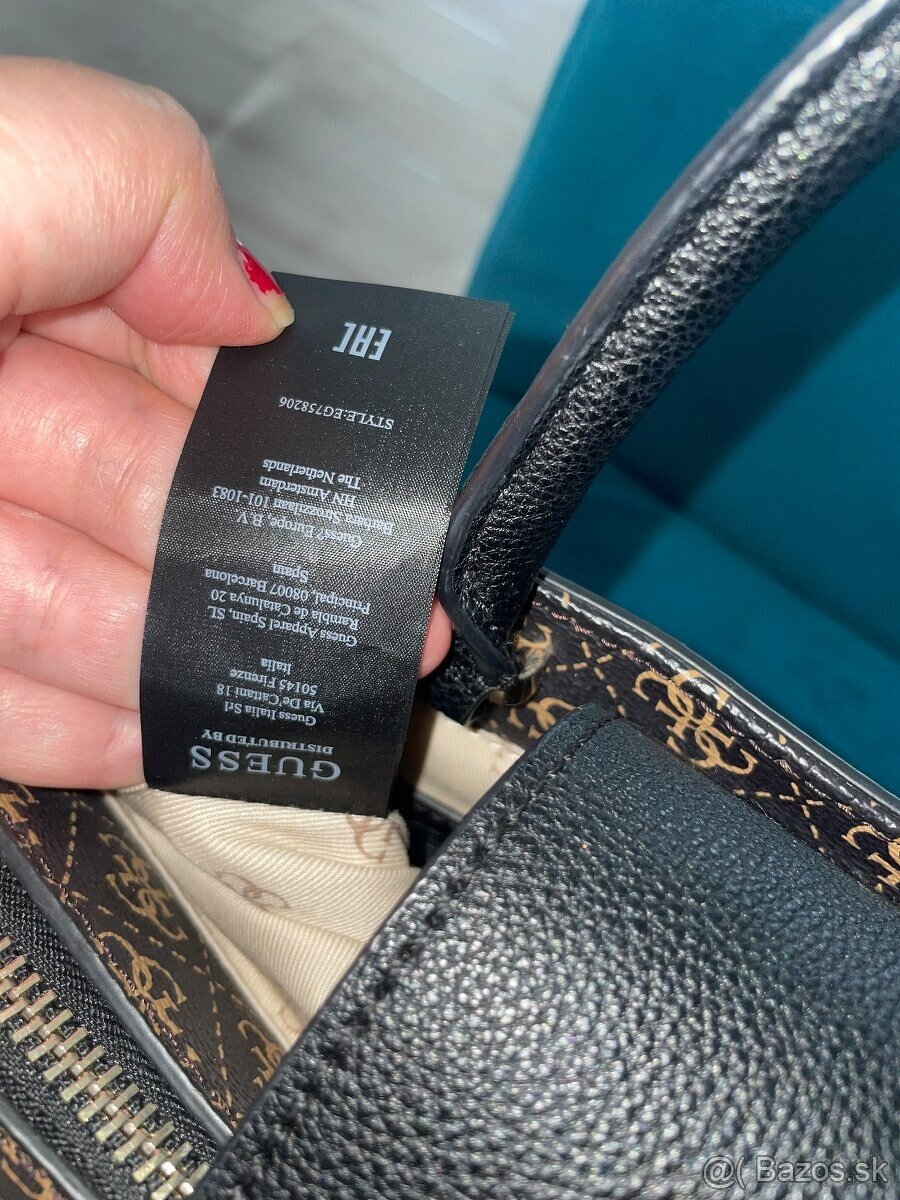 GUESS
DISTRIBUTED BY
Guess Italia Srl
Via De'Cattani 18
50145 Firenze
Italia
Guess Apparel Spain, SL
Rambla de Catalunya 20
Principal, 08007 Barcelona
Spain
Guess? Europe, B.V
Barbara Strozzilaan 101-1083
HN Amsterdam
The Netherlands
STYLE:EG758206
EAC
@( Bazos.sk